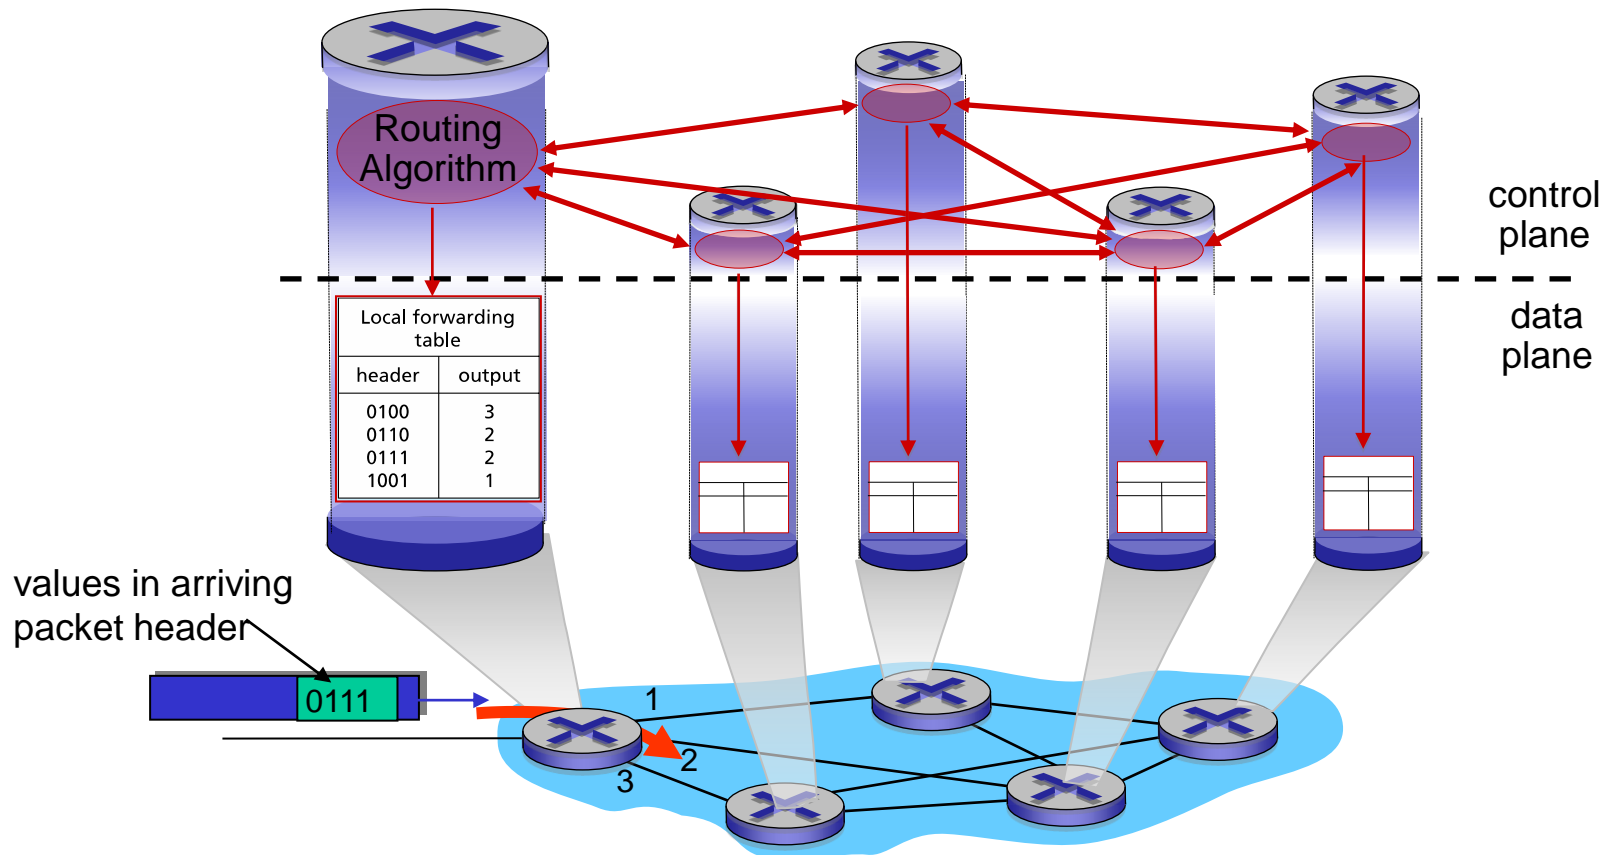 Routing
Algorithm
control
plane
data
plane
Local forwarding
table
header output
0100 3
0110 2
0111 2
1001 1
values in arriving
packet header
0111
1
2
3